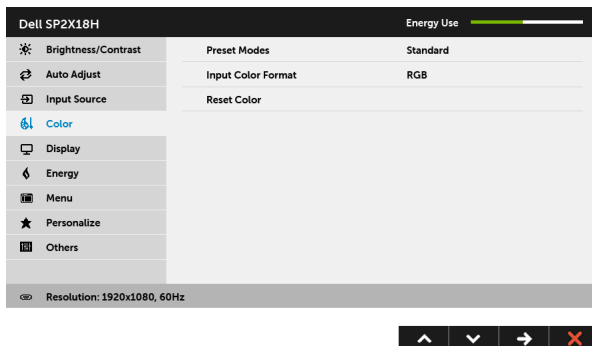 Dell SP2X18H Energy Use
Brightness/Contrast Preset Modes Standard
Auto Adjust Input Color Format RGB
Input Source Reset Color
Color
Display
Energy
Menu
Personalize
Others
Resolution: 1920x1080, 60Hz